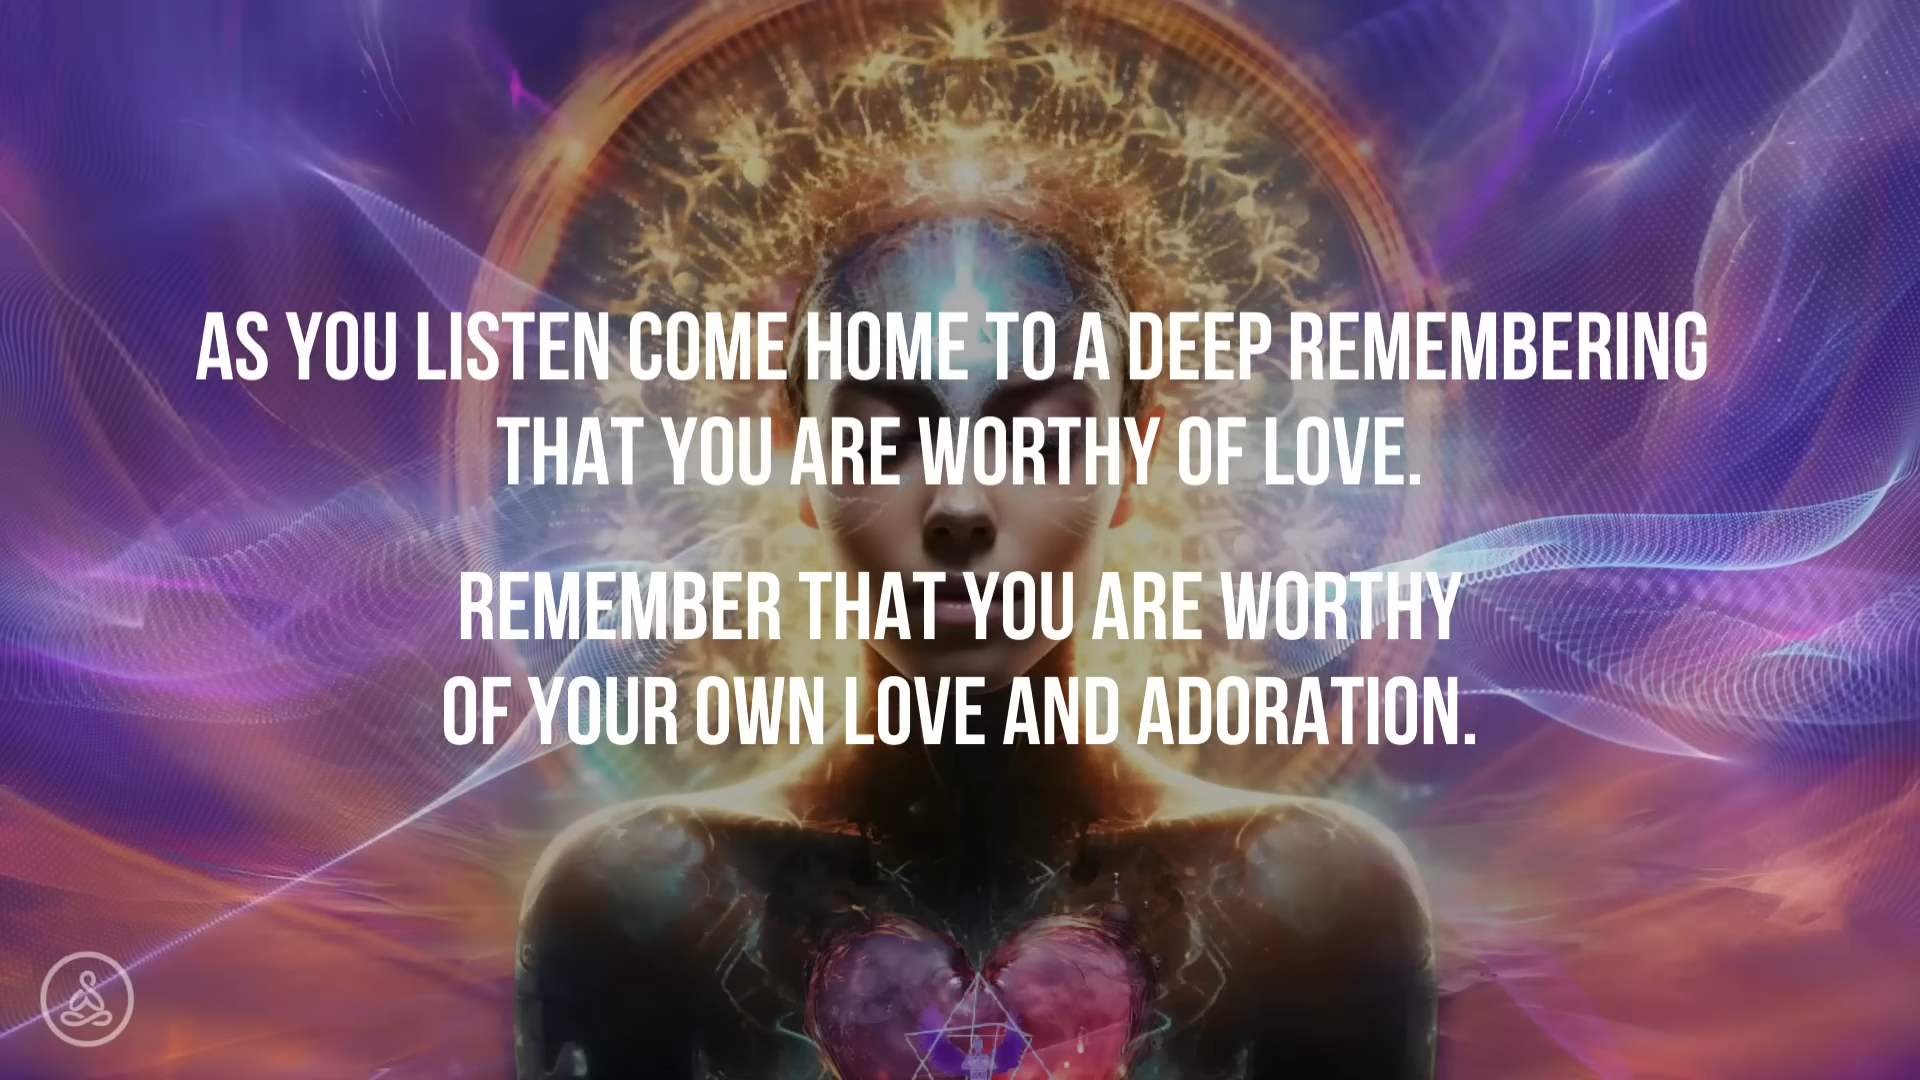 AS YOU LISTEN COME HOME TO A DEEP REMEMBERING
THAT YOU ARE WORTHY OF LOVE.
REMEMBER THAT YOU ARE WORTHY
OF YOUR OWN LOVE AND ADORATION.